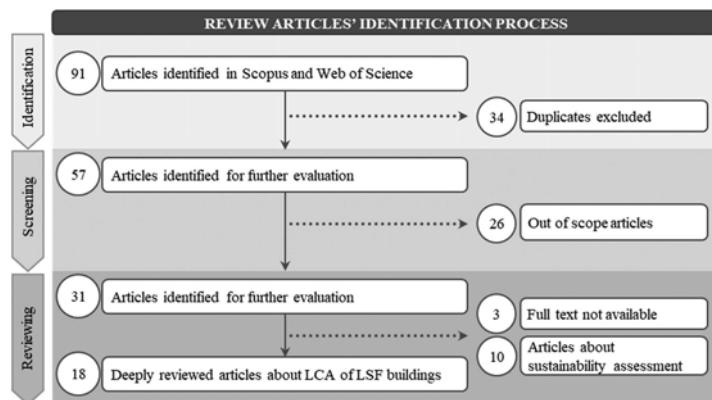 REVIEW ARTICLES' IDENTIFICATION PROCESS
Identification
91 Articles identified in Scopus and Web of Science
34 Duplicates excluded
Screening
57 Articles identified for further evaluation
26 Out of scope articles
Reviewing
31 Articles identified for further evaluation
3 Full text not available
10 Articles about
sustainability assessment
18 Deeply reviewed articles about LCA of LSF buildings